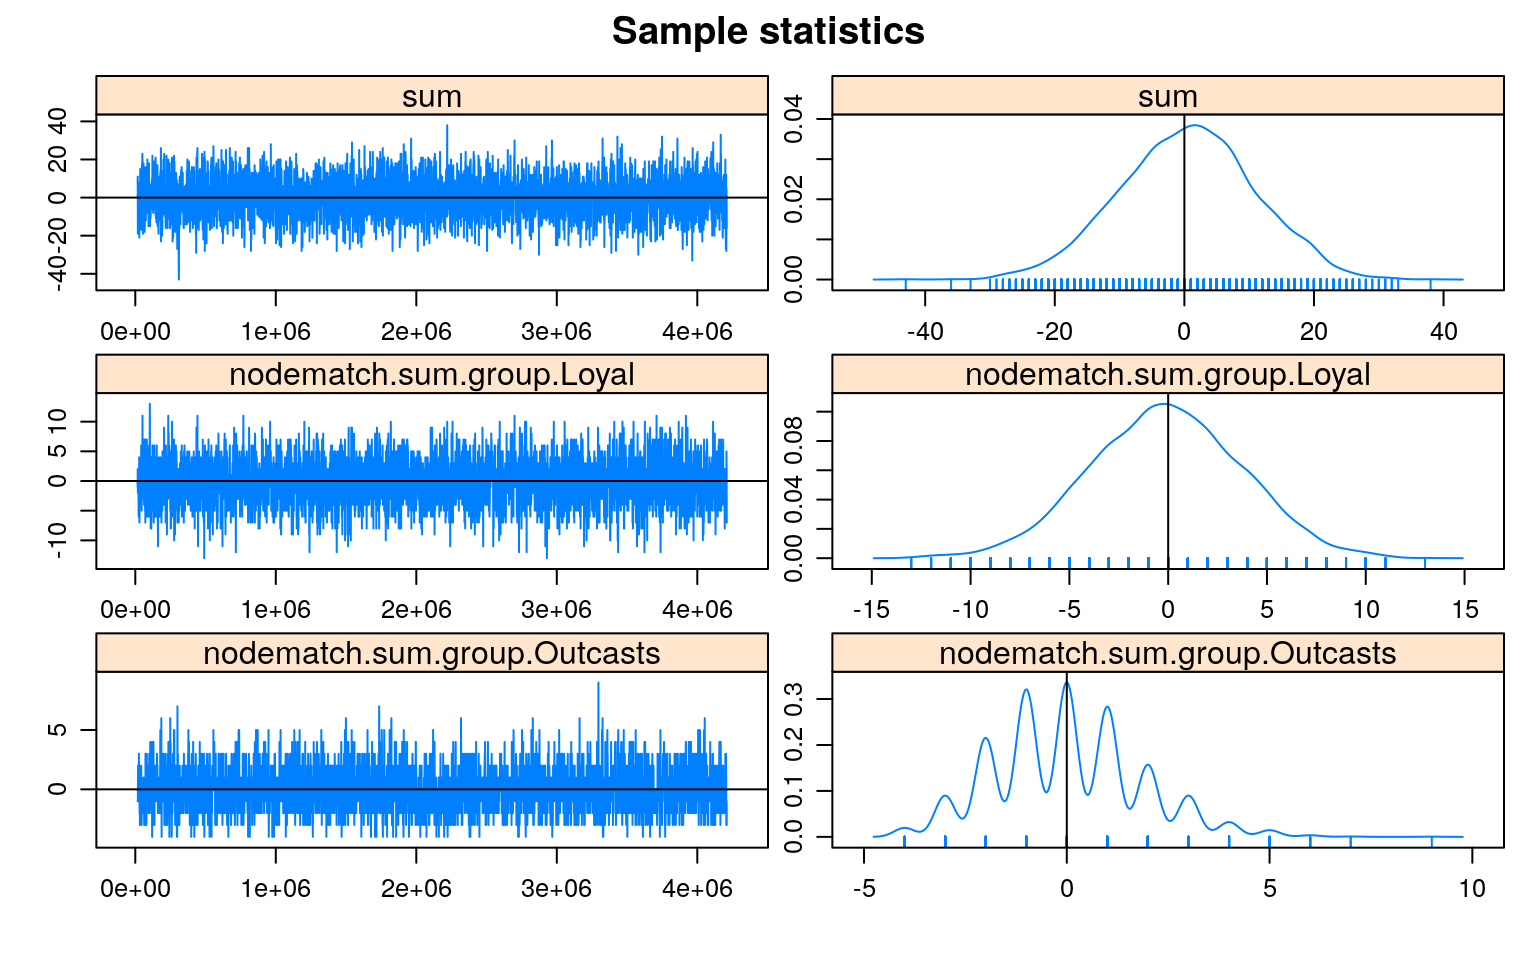 Sample statistics
sum
sum
-40 -20 0 20 40
0.00 0.02 0.04
0e+00 1e+06 2e+06 3e+06 4e+06
-40 -20 0 20 40
nodematch.sum.group.Loyal
nodematch.sum.group.Loyal
-10 0 5 10
0.00 0.04 0.08
0e+00 1e+06 2e+06 3e+06 4e+06
-15 -10 -5 0 5 10 15
nodematch.sum.group.Outcasts
nodematch.sum.group.Outcasts
0 5
0.0 0.1 0.2 0.3
0e+00 1e+06 2e+06 3e+06 4e+06
-5 0 5 10